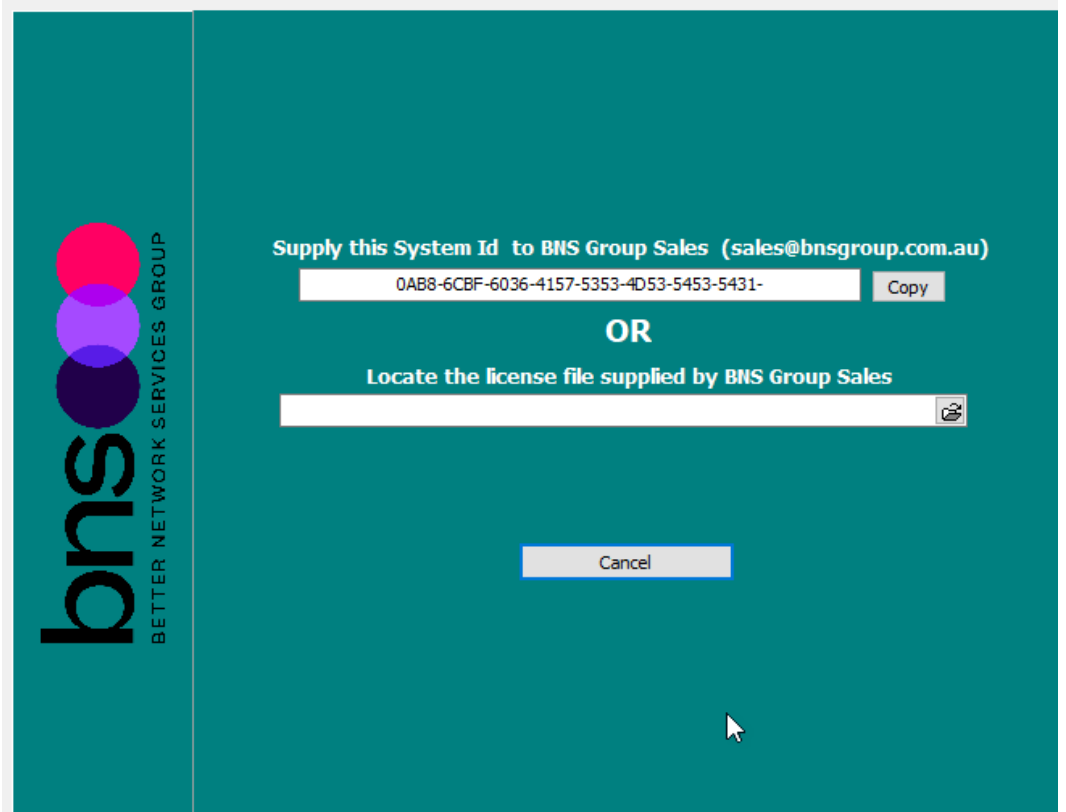 bns
BETTER NETWORK SERVICES GROUP
Supply this System Id  to BNS Group Sales  (sales@bnsgroup.com.au)
0AB8-6CBF-6036-4157-5353-4D53-5453-5431-
Copy
OR
Locate the license file supplied by BNS Group Sales
Cancel